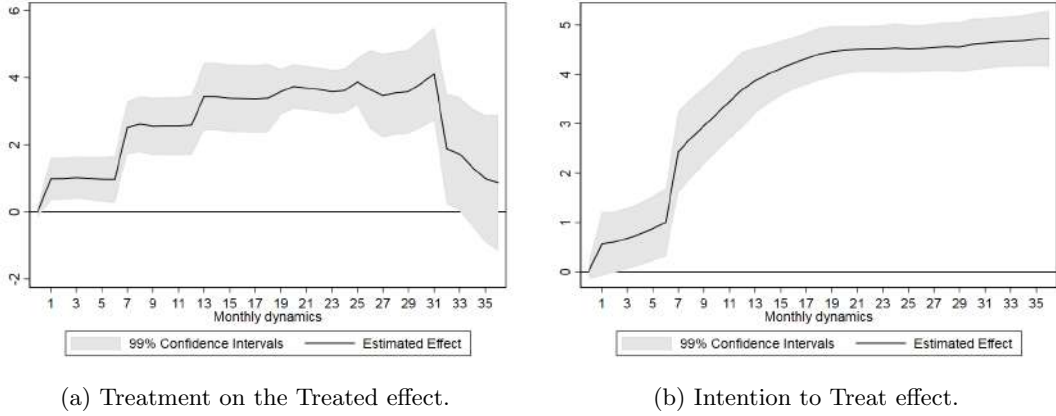 6
4
2
0
-2
1 3 5 7 9 11 13 15 17 19 21 23 25 27 29 31 33 35
Monthly dynamics
99% Confidence Intervals Estimated Effect
(a) Treatment on the Treated effect.
5
4
3
2
1
0
1 3 5 7 9 11 13 15 17 19 21 23 25 27 29 31 33 35
Monthly dynamics
99% Confidence Intervals Estimated Effect
(b) Intention to Treat effect.